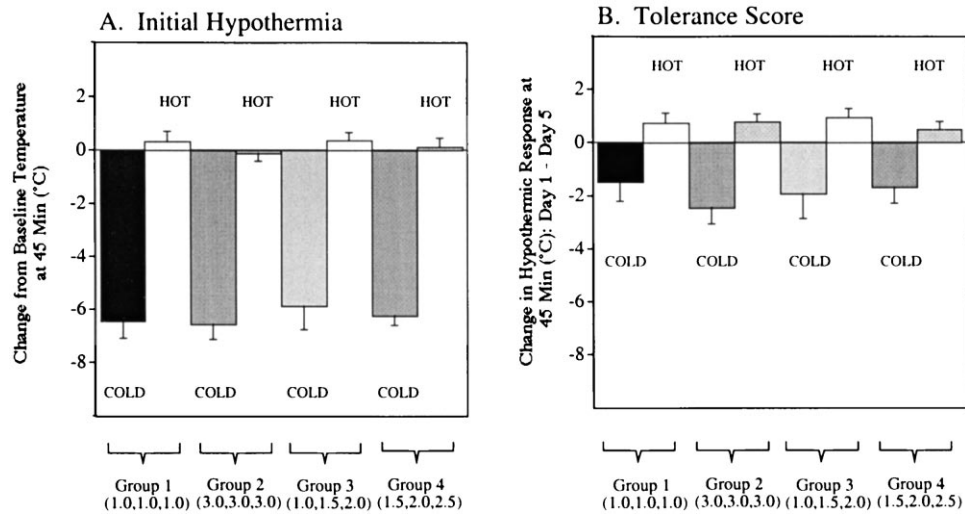 A. Initial Hypothermia
Change from Baseline Temperature
at 45 Min (°C)
2
0
-2
-4
-6
-8
HOT HOT HOT HOT
COLD COLD COLD COLD
Group 1 Group 2 Group 3 Group 4
(1.0,1.0,1.0) (3.0,3.0,3.0) (1.0,1.5,2.0) (1.5,2.0,2.5)
B. Tolerance Score
Change in Hypothermic Response at
45 Min (°C): Day 1 - Day 5
2
0
-2
-4
-6
-8
HOT HOT HOT HOT
COLD COLD COLD COLD
Group 1 Group 2 Group 3 Group 4
(1.0,1.0,1.0) (3.0,3.0,3.0) (1.0,1.5,2.0) (1.5,2.0,2.5)